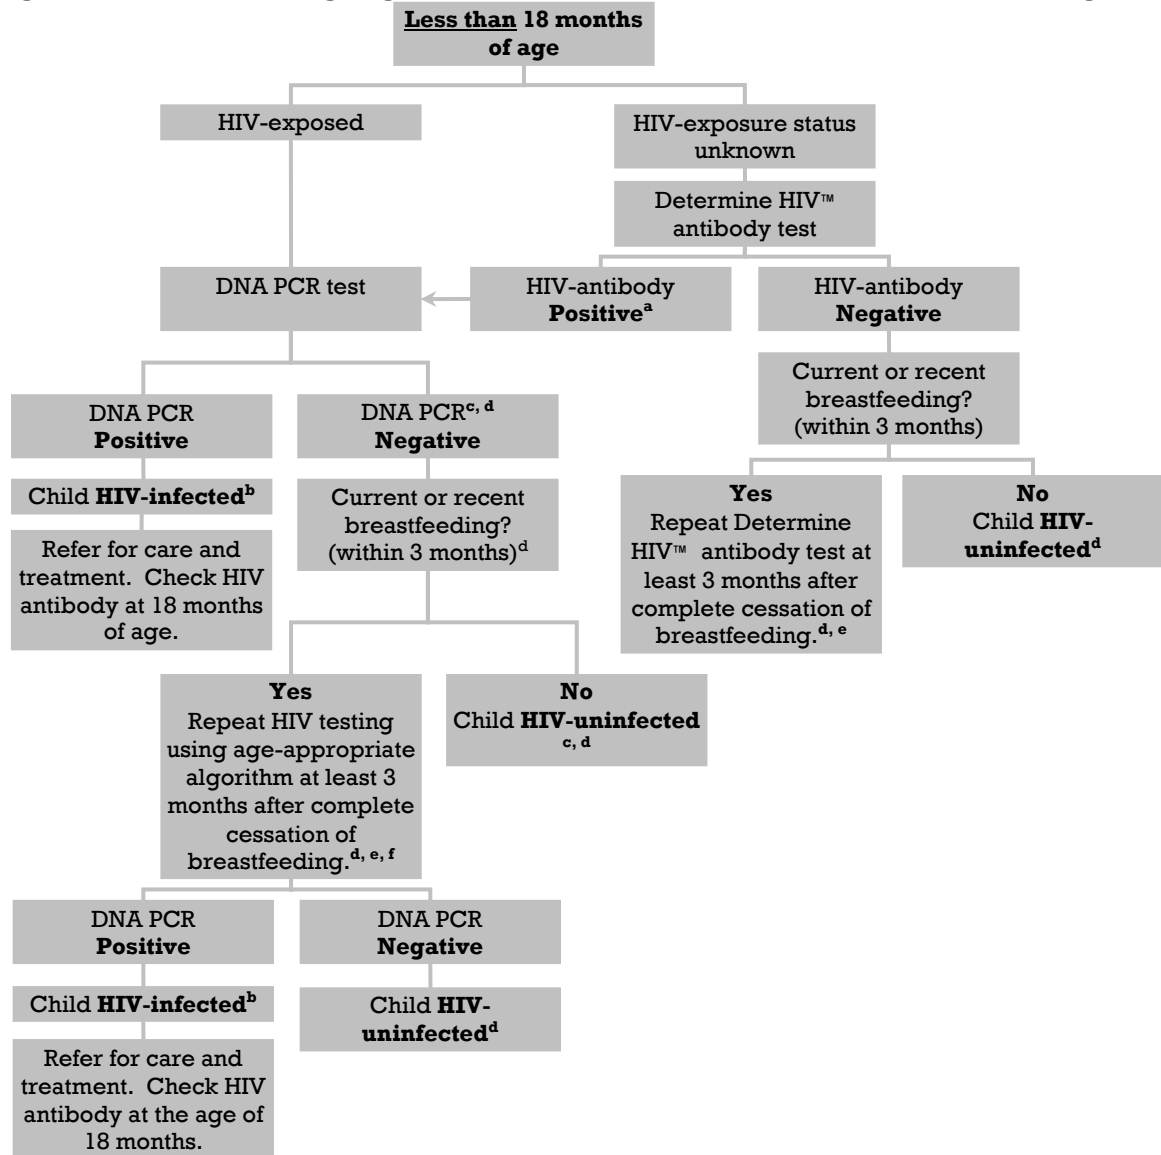 Less than 18 months
of age
HIV-exposed
HIV-exposure status
unknown
Determine HIV™
antibody test
DNA PCR test
HIV-antibody
Positiveᵃ
HIV-antibody
Negative
Current or recent
breastfeeding?
(within 3 months)
DNA PCR
Positive
DNA PCRᶜ, ᵈ
Negative
Child HIV-infectedᵇ
Current or recent
breastfeeding?
(within 3 months)ᵈ
Yes
Repeat Determine
HIV™ antibody test at
least 3 months after
complete cessation of
breastfeeding.ᵈ, ᵉ
No
Child HIV-
uninfectedᵈ
Refer for care and
treatment. Check HIV
antibody at 18 months
of age.
Yes
Repeat HIV testing
using age-appropriate
algorithm at least 3
months after complete
cessation of
breastfeeding.ᵈ, ᵉ, ᶠ
No
Child HIV-uninfected
ᶜ, ᵈ
DNA PCR
Positive
DNA PCR
Negative
Child HIV-infectedᵇ
Child HIV-
uninfectedᵈ
Refer for care and
treatment. Check HIV
antibody at the age of
18 months.